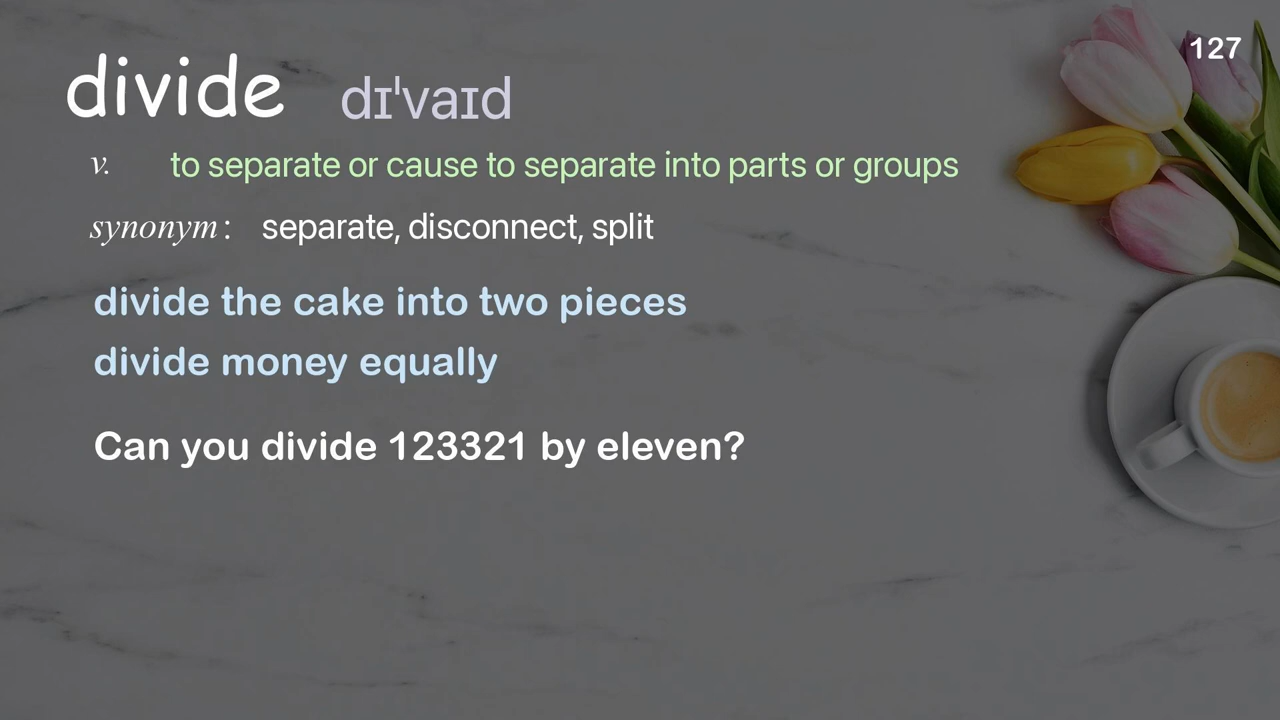 127
divide dɪˈvaɪd
v. to separate or cause to separate into parts or groups
synonym: separate, disconnect, split
divide the cake into two pieces
divide money equally
Can you divide 123321 by eleven?